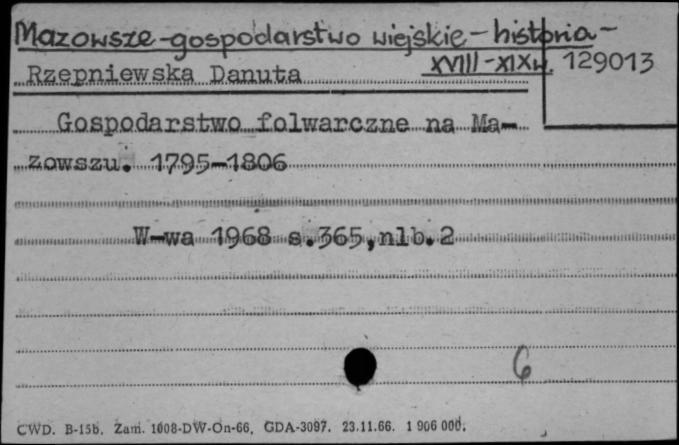 Mazowsze-gospodarstwo wiejskie-historia-
XVIII-XIXw. 129013
Rzepniewska Danuta
Gospodarstwo folwarczne na Ma-
zowszu. 1795-1806
W-wa 1968 s.365,nlb.2
6
CWD. B-15b. Zam. 1008-DW-On-66, GDA-3097. 23.11.66. 1 906 000.